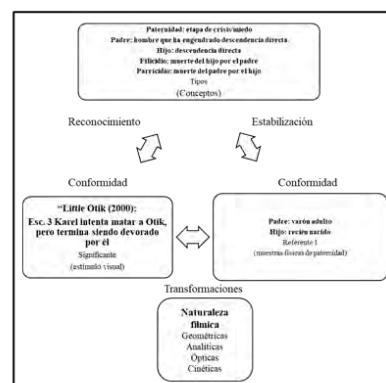 Paternidad: etapa de crisis/miedo
Padre: hombre que ha engendrado descendencia directa.
Hijo: descendencia directa
Filicidio: muerte del hijo por el padre
Parricidio: muerte del padre por el hijo
Tipos
(Conceptos)
Reconocimiento
Estabilización
Conformidad
Conformidad
"Little Otik (2000):
Esc. 3 Karel intenta matar a Otik,
pero termina siendo devorado
por él
Significante
(estímulo visual)
Padre: varón adulto
Hijo: recién nacido
Referente 1
(muestras físicas de paternidad)
Transformaciones
Naturaleza
fílmica
Geométricas
Analíticas
Ópticas
Cinéticas